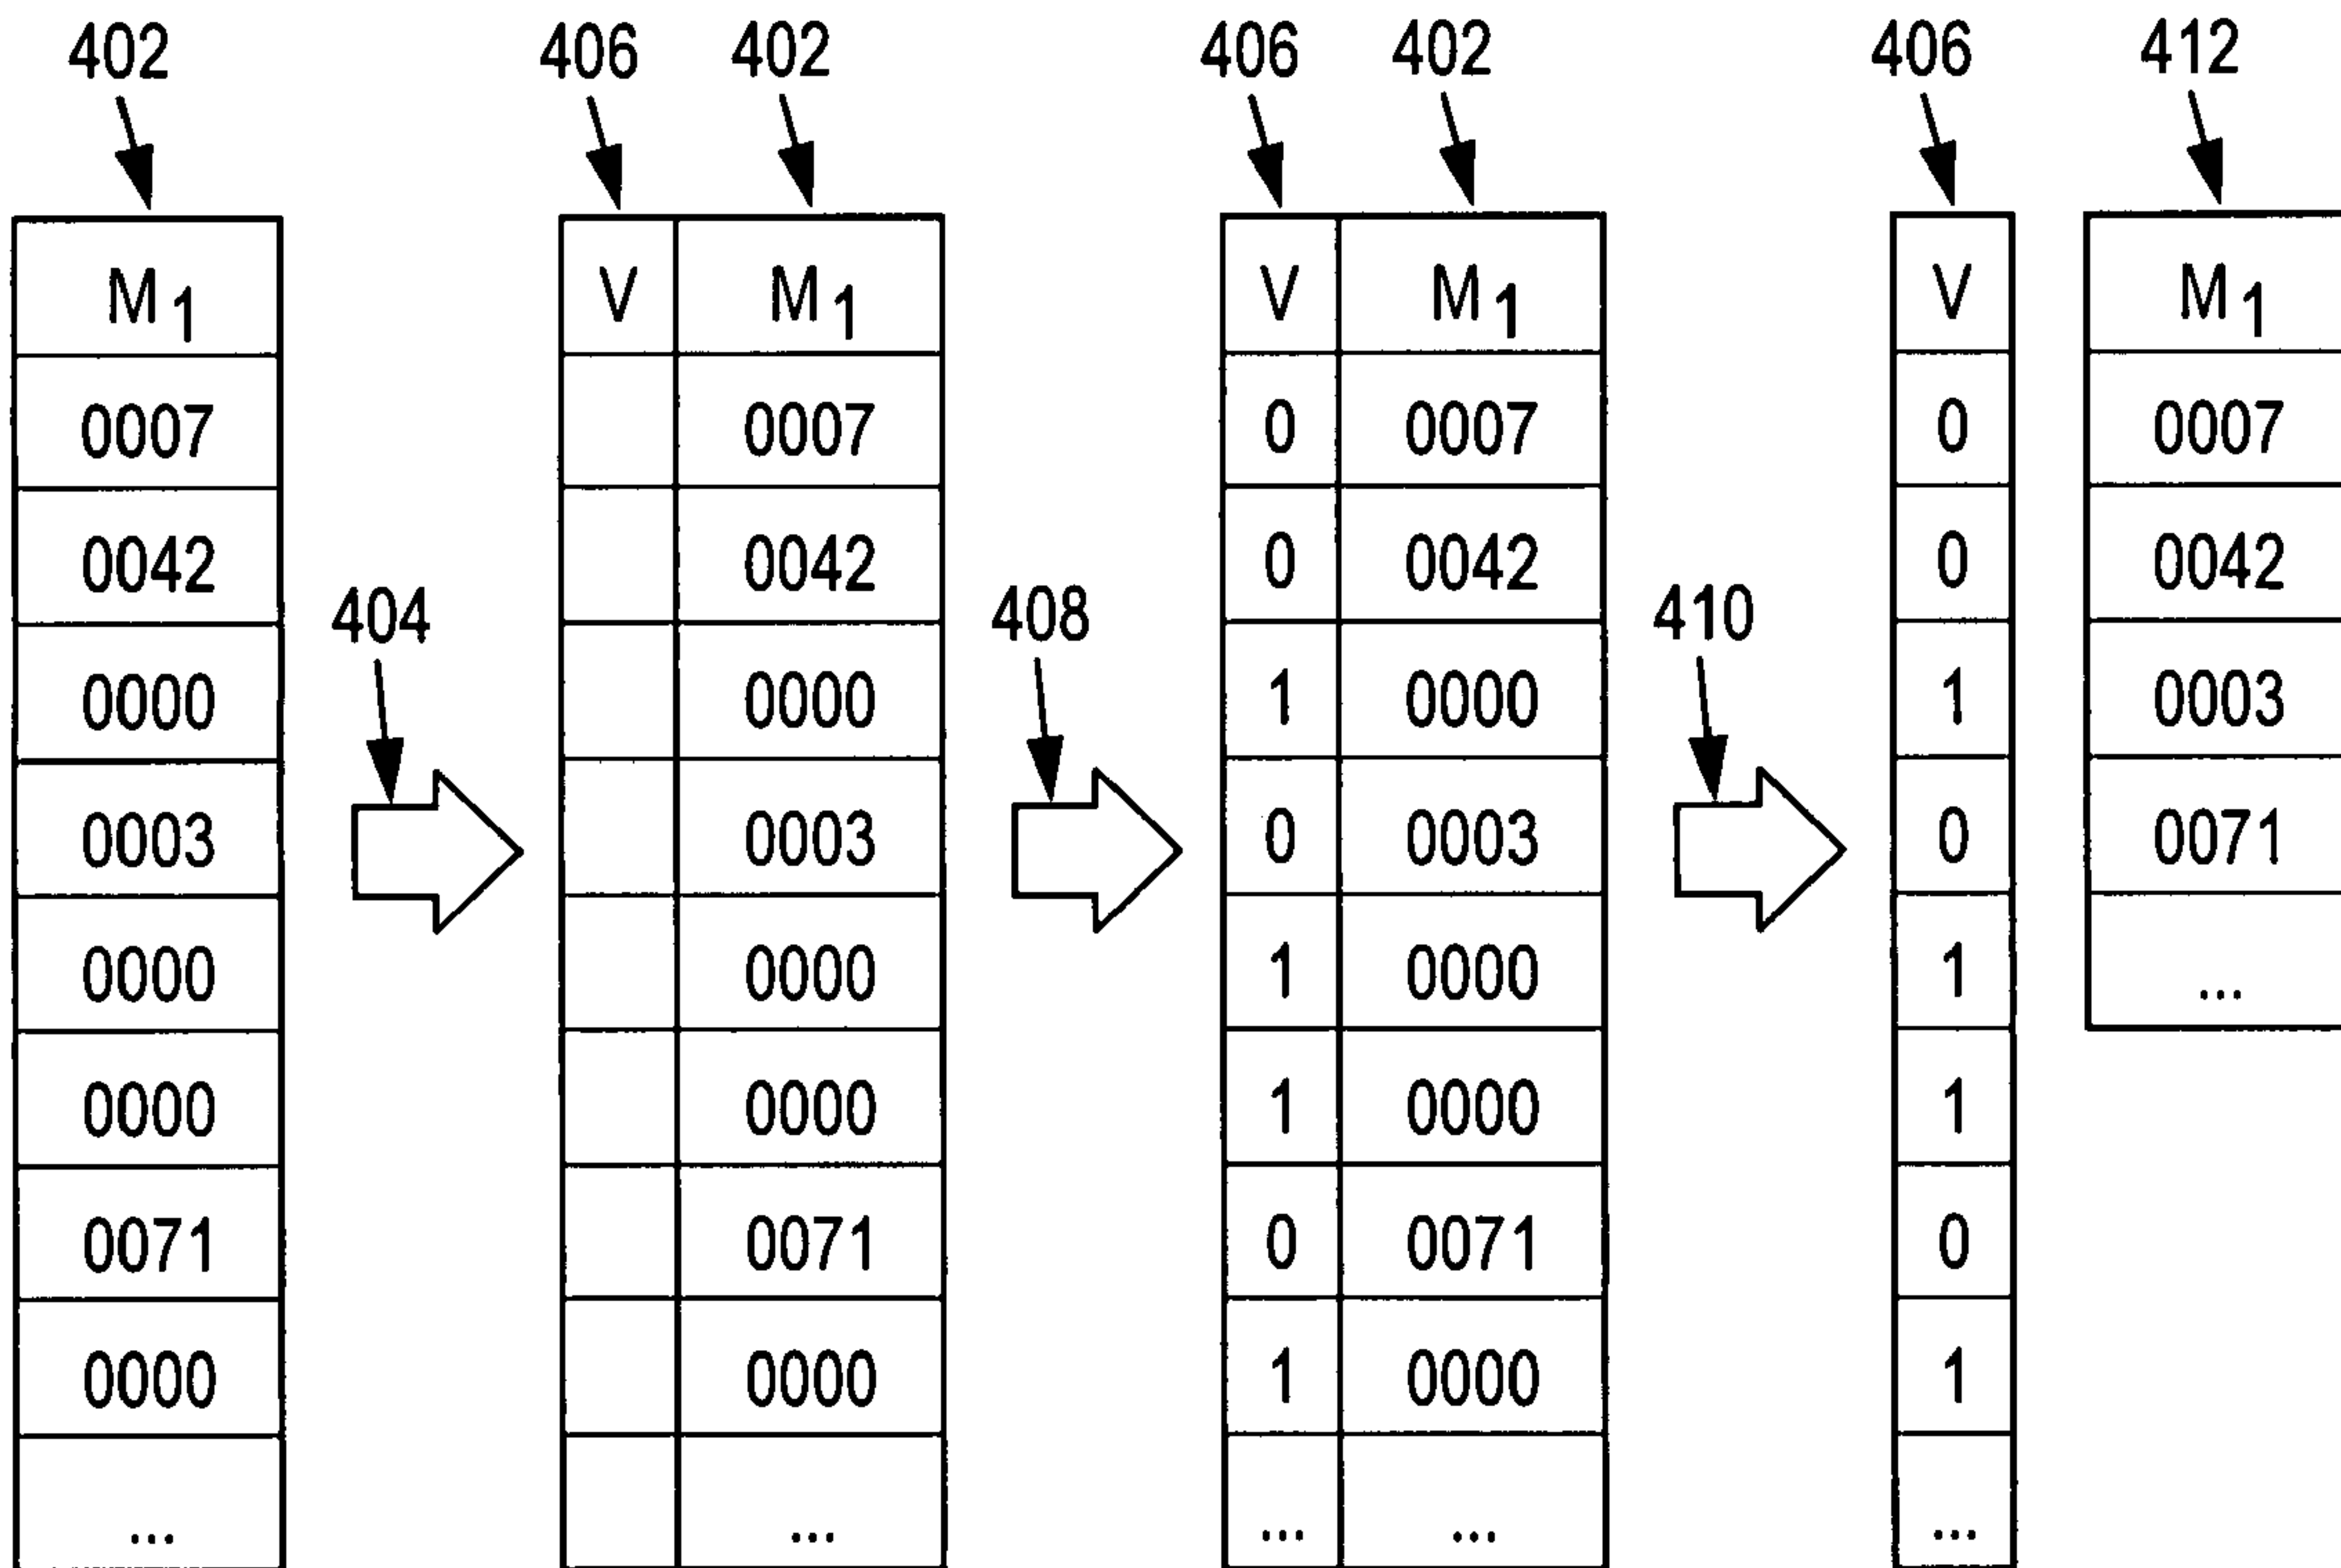 402 406 402 406 402 406 412
M1 V M1 V M1 V M1
0007 0007 0 0007 0 0007
0042 0042 0 0042 0 0042
404 408 410
0000 0000 1 0000 1 0003
0003 0003 0 0003 0 0071
0000 0000 1 0000 1 ...
0000 0000 1 0000 1
0071 0071 0 0071 0
0000 0000 1 0000 1
... ... ... ... ...